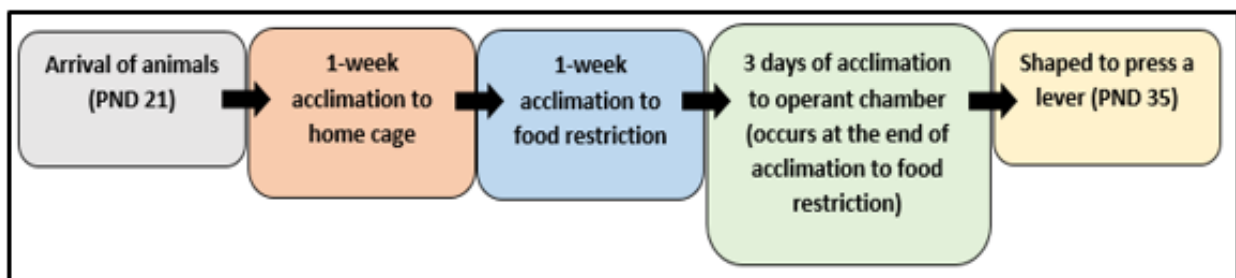 Arrival of animals
(PND 21)
1-week
acclimation to
home cage
1-week
acclimation to
food restriction
3 days of acclimation
to operant chamber
(occurs at the end of
acclimation to food
restriction)
Shaped to press a
lever (PND 35)